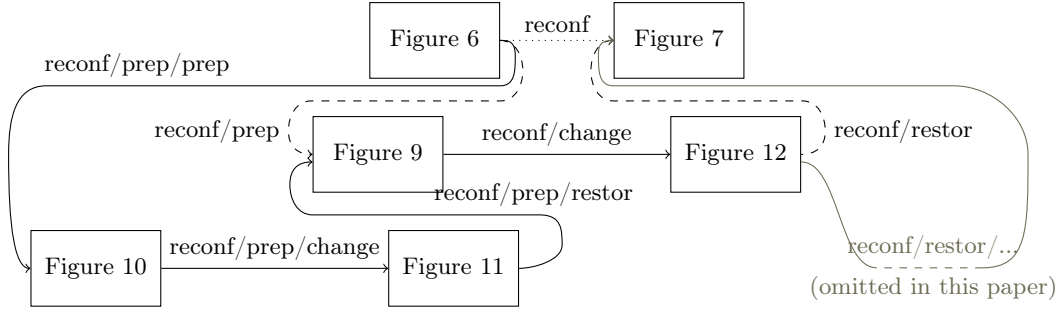 Figure 6
reconf
Figure 7
reconf/prep/prep
reconf/prep
Figure 9
reconf/change
Figure 12
reconf/restor
reconf/prep/restor
Figure 10
reconf/prep/change
Figure 11
reconf/restor/...
(omitted in this paper)